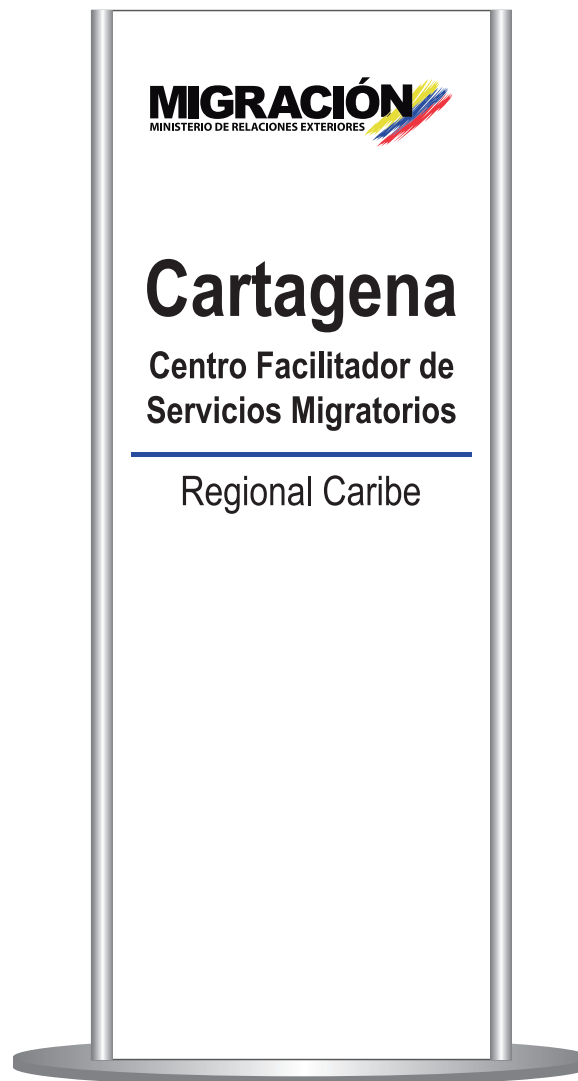 MIGRACIÓN
MINISTERIO DE RELACIONES EXTERIORES
Cartagena
Centro Facilitador de
Servicios Migratorios
Regional Caribe